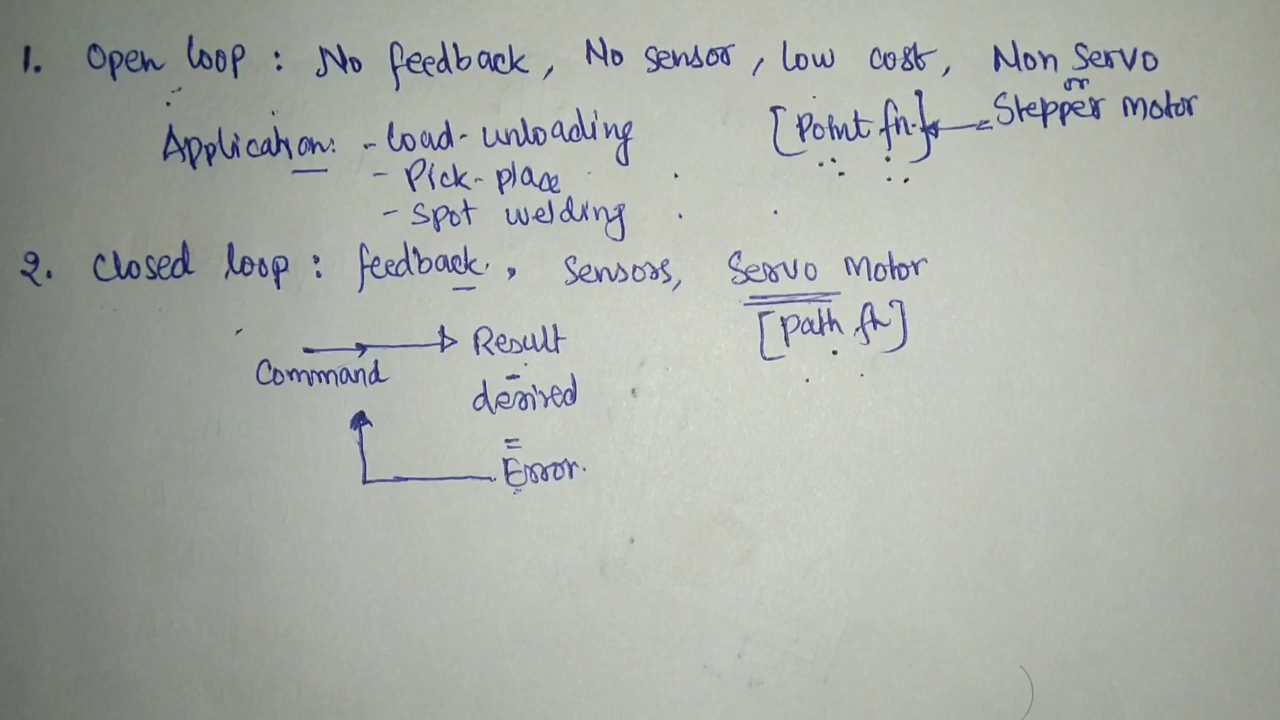 1. Open loop : No feedback, No sensor, low cost, Non Servo
or
Application: - Load-unloading [Point fn.] Stepper motor
- Pick-place
- Spot welding
2. Closed loop : feedback, Sensors, Servo Motor
[path fn]
Command → Result
-
desired
=
Error.